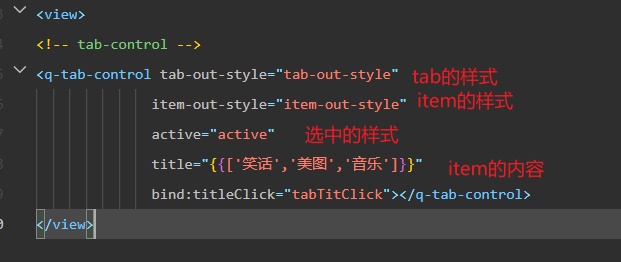 <view>
<!-- tab-control -->
<q-tab-control tab-out-style="tab-out-style" tab的样式
item-out-style="item-out-style" item的样式
active="active" 选中的样式
title="{{['笑话','美图','音乐']}}" item的内容
bind:titleClick="tabTitClick"></q-tab-control>
</view>